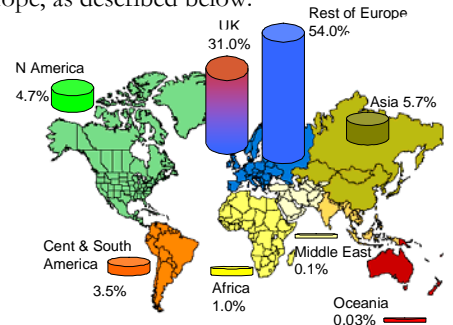 ope, as described below.
UK
31.0%
Rest of Europe
54.0%
N America
4.7%
Asia 5.7%
Cent & South
America
3.5%
Africa
1.0%
Middle East
0.1%
Oceania
0.03%